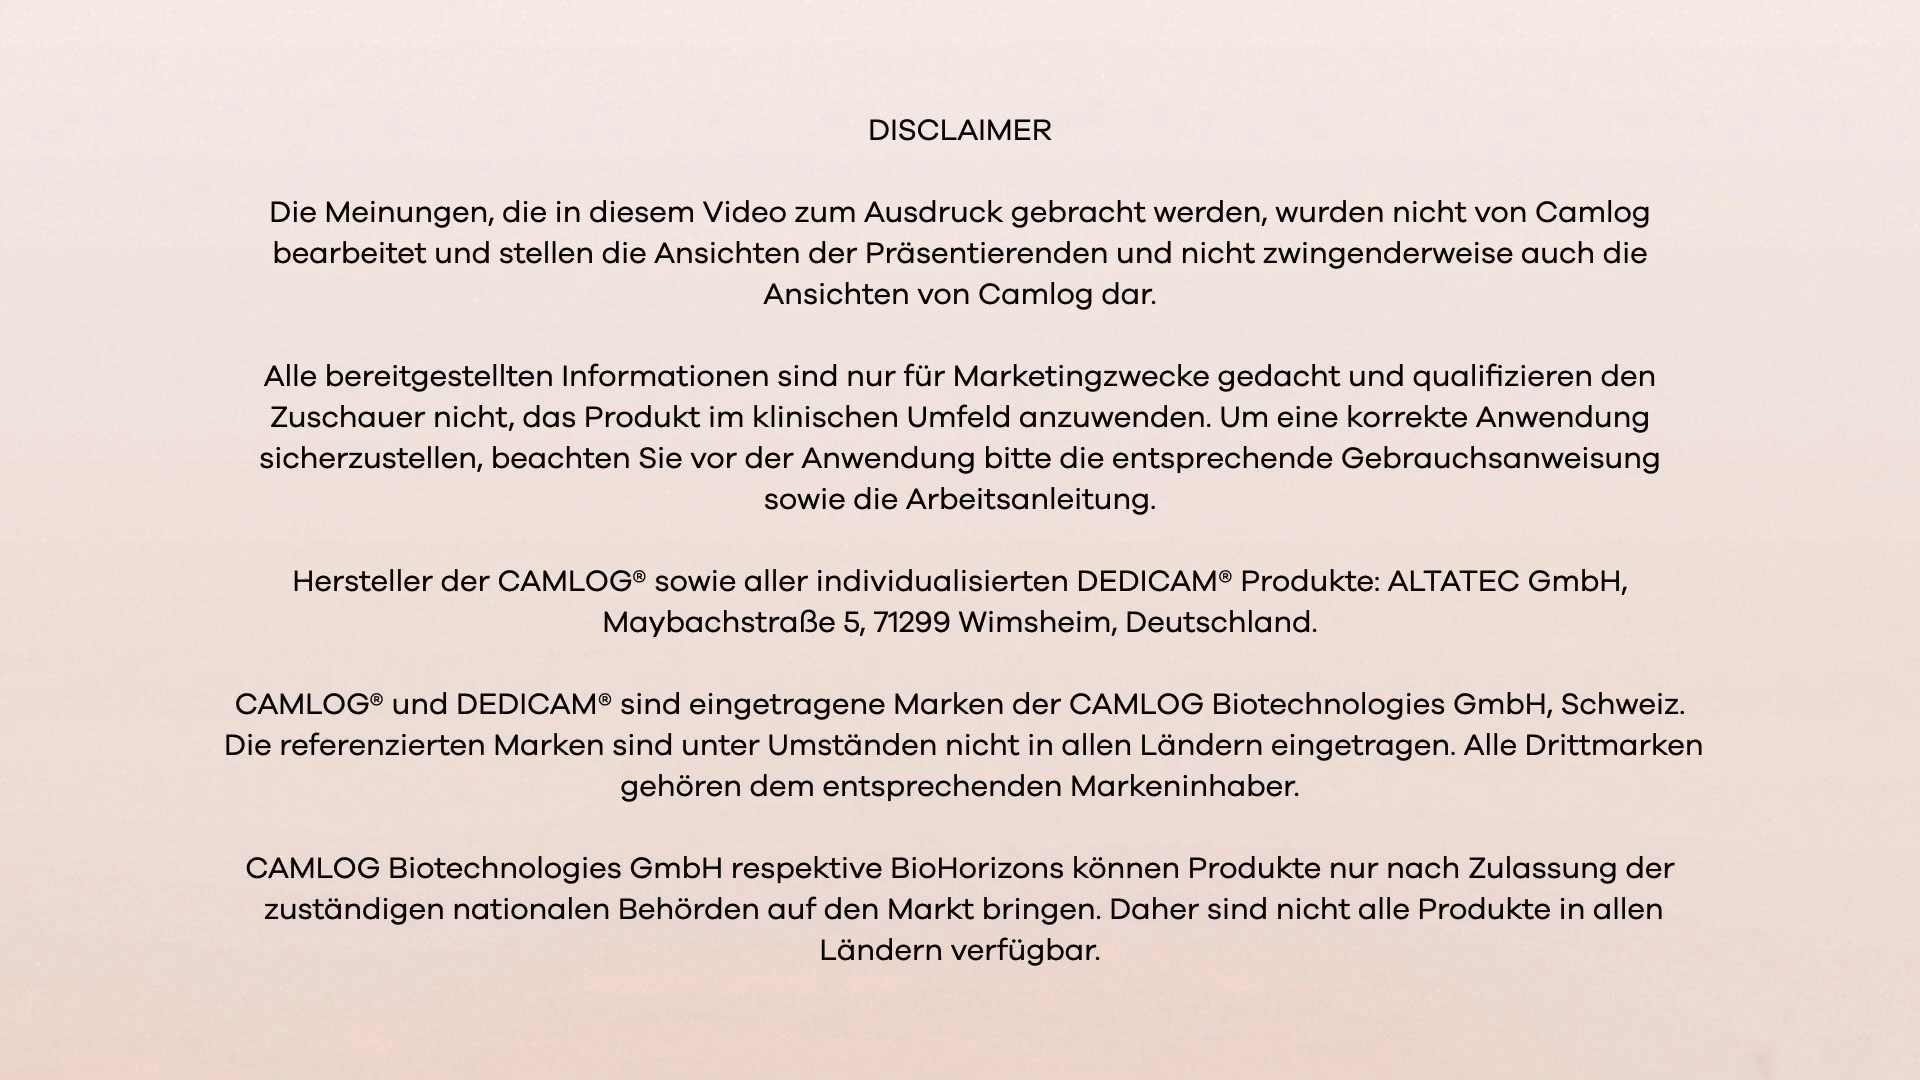 DISCLAIMER
Die Meinungen, die in diesem Video zum Ausdruck gebracht werden, wurden nicht von Camlog
bearbeitet und stellen die Ansichten der Präsentierenden und nicht zwingenderweise auch die
Ansichten von Camlog dar.
Alle bereitgestellten Informationen sind nur für Marketingzwecke gedacht und qualifizieren den
Zuschauer nicht, das Produkt im klinischen Umfeld anzuwenden. Um eine korrekte Anwendung
sicherzustellen, beachten Sie vor der Anwendung bitte die entsprechende Gebrauchsanweisung
sowie die Arbeitsanleitung.
Hersteller der CAMLOG® sowie aller individualisierten DEDICAM® Produkte: ALTATEC GmbH,
Maybachstraße 5, 71299 Wimsheim, Deutschland.
CAMLOG® und DEDICAM® sind eingetragene Marken der CAMLOG Biotechnologies GmbH, Schweiz.
Die referenzierten Marken sind unter Umständen nicht in allen Ländern eingetragen. Alle Drittmarken
gehören dem entsprechenden Markeninhaber.
CAMLOG Biotechnologies GmbH respektive BioHorizons können Produkte nur nach Zulassung der
zuständigen nationalen Behörden auf den Markt bringen. Daher sind nicht alle Produkte in allen
Ländern verfügbar.